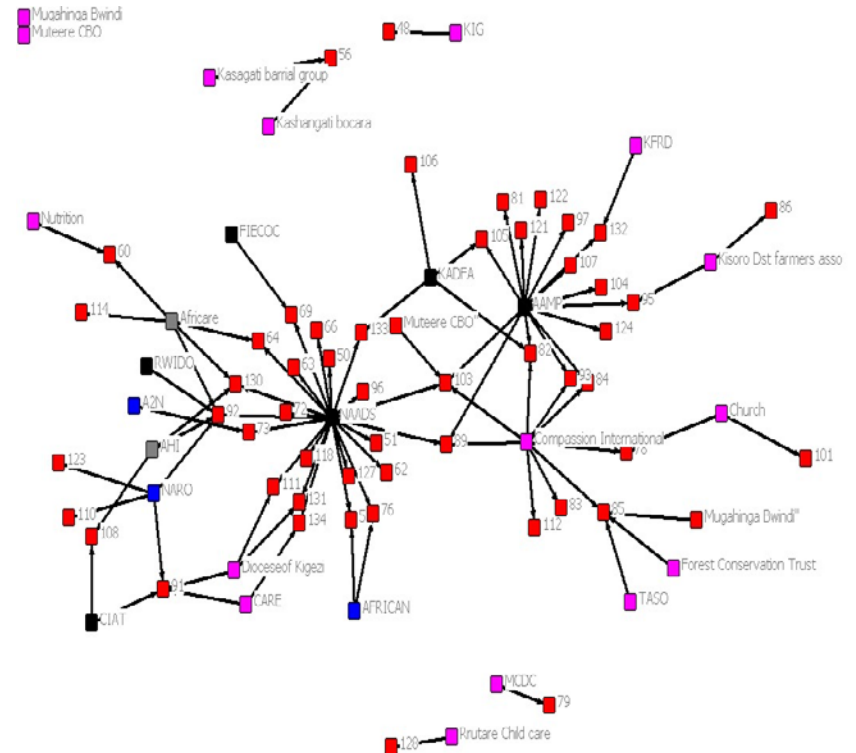 Mugahinga Bwindi
Muteere CBO
48
KIG
56
Kasagati barrial group
Kashangati bocara
KFRD
106
81
122
86
Nutrition
FIECOC
121
97
132
105
60
Kisoro Dst farmers asso
107
KADFA
104
114
Africare
69
AAMP
95
66
133
Muteere CBO'
124
64
50
82
RWIDO
63
93
84
130
103
96
A2N
92
72
NAADS
Church
73
51
89
Compassion International
AHI
78
101
123
118
127
62
NARO
111
131
83
110
134
76
85
Mugahinga Bwindi"
108
112
Dioceseof Kigezi
Forest Conservation Trust
91
CARE
AFRICAN
TASO
CIAT
MCDC
79
128
Krutare Child care